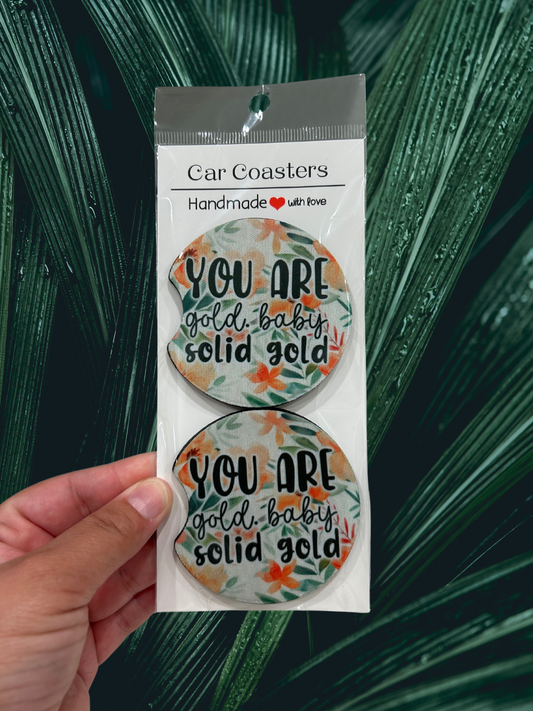 Car Coasters
Handmade ❤ with love
YOU ARE
gold. baby
solid gold
YOU ARE
gold. baby
solid gold